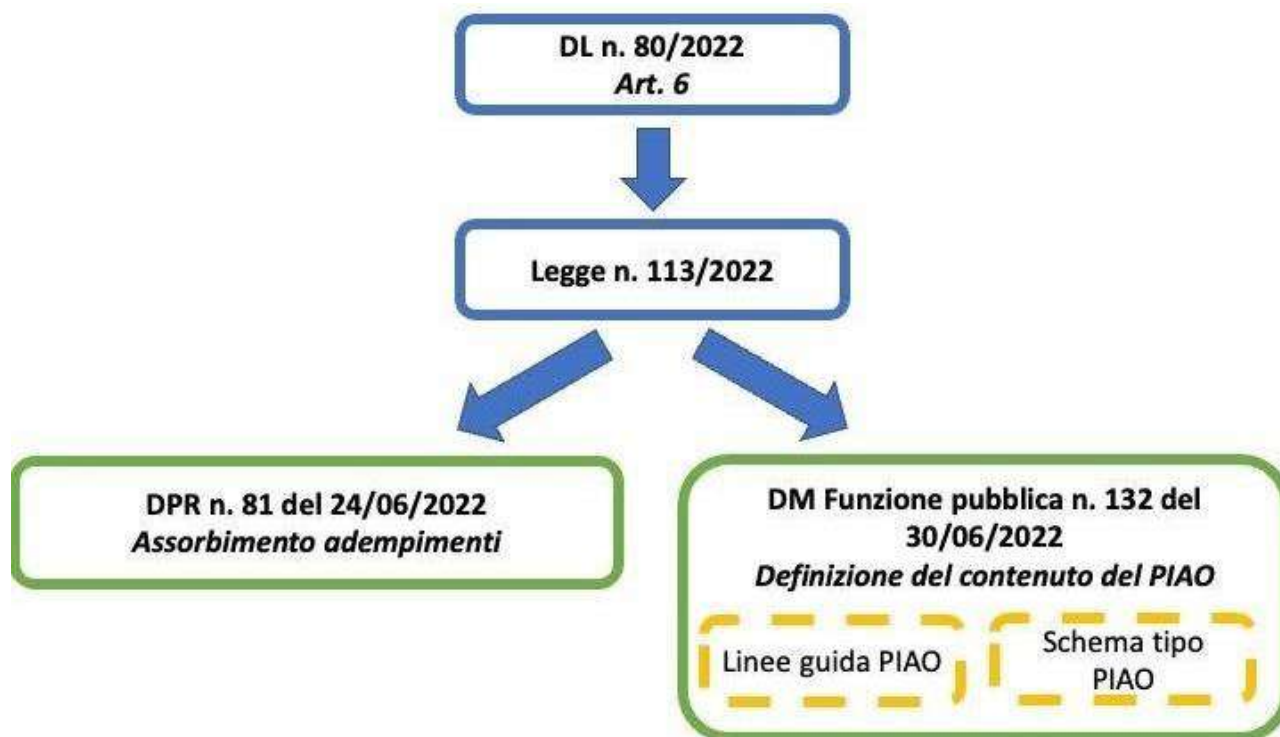 DL n. 80/2022
Art. 6
Legge n. 113/2022
DPR n. 81 del 24/06/2022
Assorbimento adempimenti
DM Funzione pubblica n. 132 del
30/06/2022
Definizione del contenuto del PIAO
Linee guida PIAO
Schema tipo
PIAO